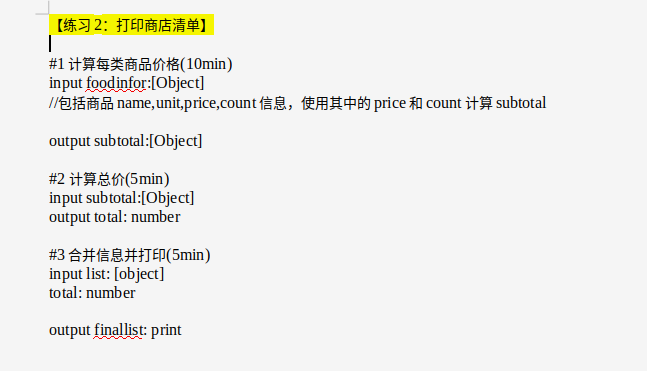 【练习 2：打印商店清单】
#1 计算每类商品价格(10min)
input foodinfor:[Object]
//包括商品 name,unit,price,count 信息，使用其中的 price 和 count 计算 subtotal
output subtotal:[Object]
#2 计算总价(5min)
input subtotal:[Object]
output total: number
#3 合并信息并打印(5min)
input list: [object]
total: number
output finallist: print